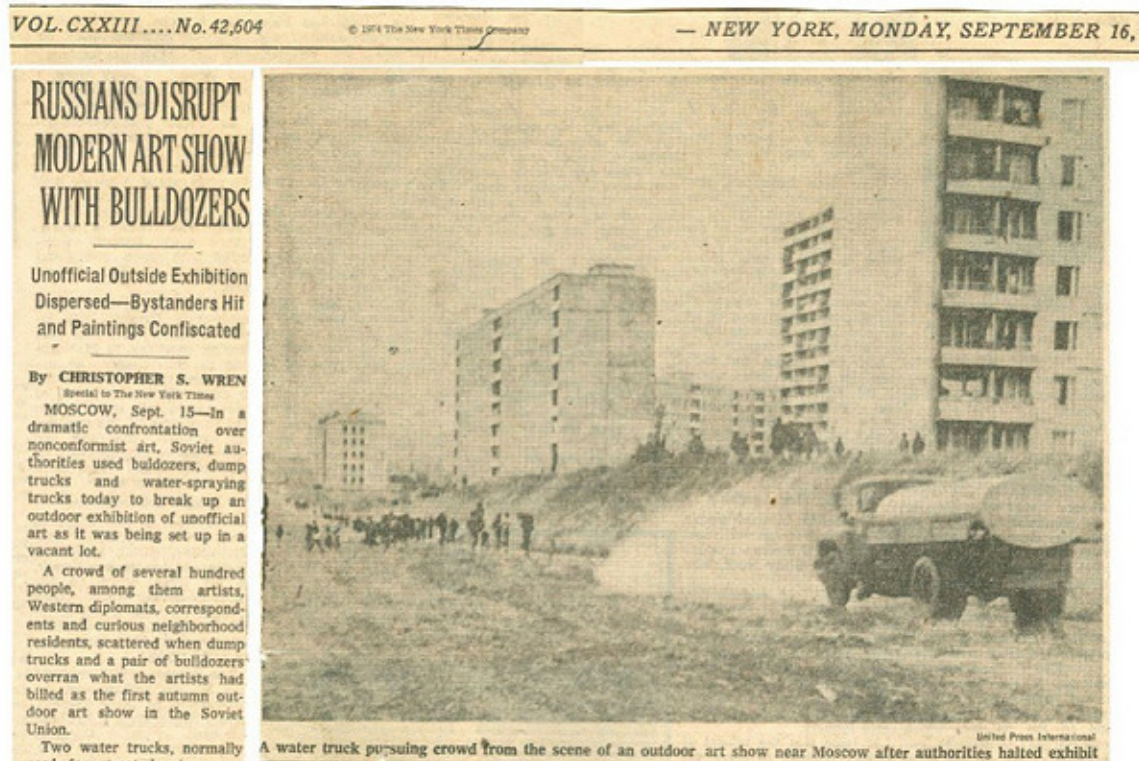 VOL. CXXIII.... No. 42,604
© 1974 The New York Times Company
— NEW YORK, MONDAY, SEPTEMBER 16,
RUSSIANS DISRUPT
MODERN ART SHOW
WITH BULLDOZERS
Unofficial Outside Exhibition
Dispersed—Bystanders Hit
and Paintings Confiscated
By CHRISTOPHER S. WREN
Special to The New York Times
MOSCOW, Sept. 15—In a
dramatic confrontation over
nonconformist art, Soviet au-
thorities used buldozers, dump
trucks and water-spraying
trucks today to break up an
outdoor exhibition of unofficial
art as it was being set up in a
vacant lot.
A crowd of several hundred
people, among them artists,
Western diplomats, correspond-
ents and curious neighborhood
residents, scattered when dump
trucks and a pair of bulldozers
overran what the artists had
billed as the first autumn out-
door art show in the Soviet
Union.
Two water trucks, normally
United Press International
A water truck pursuing crowd from the scene of an outdoor art show near Moscow after authorities halted exhibit